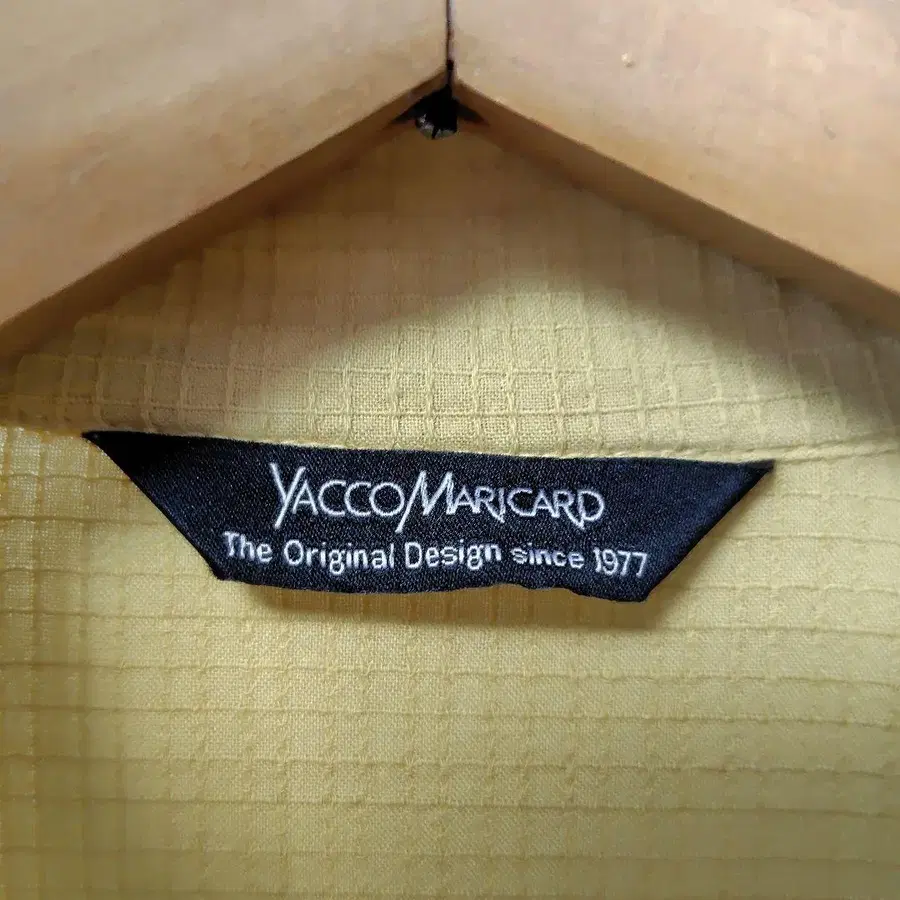 YACCOMARICARD
The Original Design since 1977